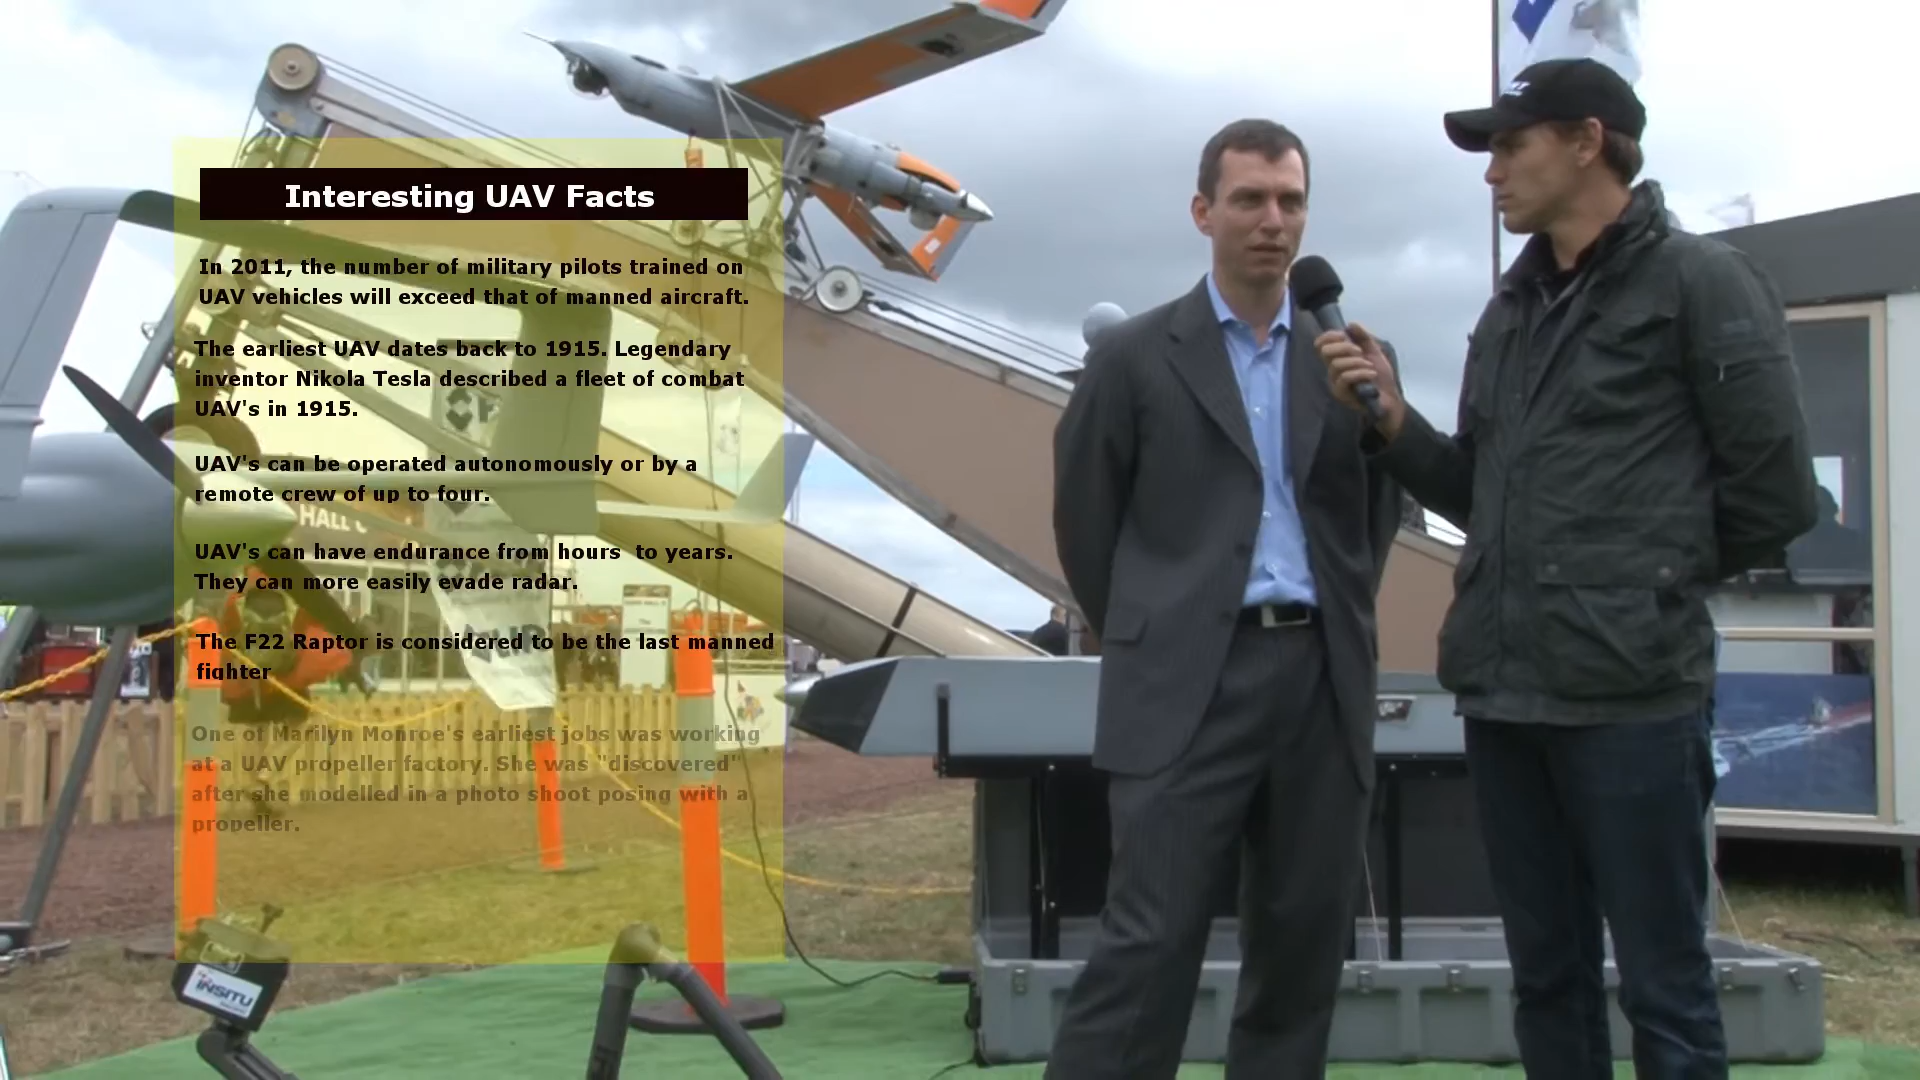 Interesting UAV Facts
In 2011, the number of military pilots trained on
UAV vehicles will exceed that of manned aircraft.
The earliest UAV dates back to 1915. Legendary
inventor Nikola Tesla described a fleet of combat
UAV's in 1915.
UAV's can be operated autonomously or by a
remote crew of up to four.
HALL
UAV's can have endurance from hours  to years.
They can more easily evade radar.
The F22 Raptor is considered to be the last manned
fighter
One of Marilyn Monroe's earliest jobs was working
at a UAV propeller factory. She was "discovered"
after she modelled in a photo shoot posing with a
propeller.
INSITU